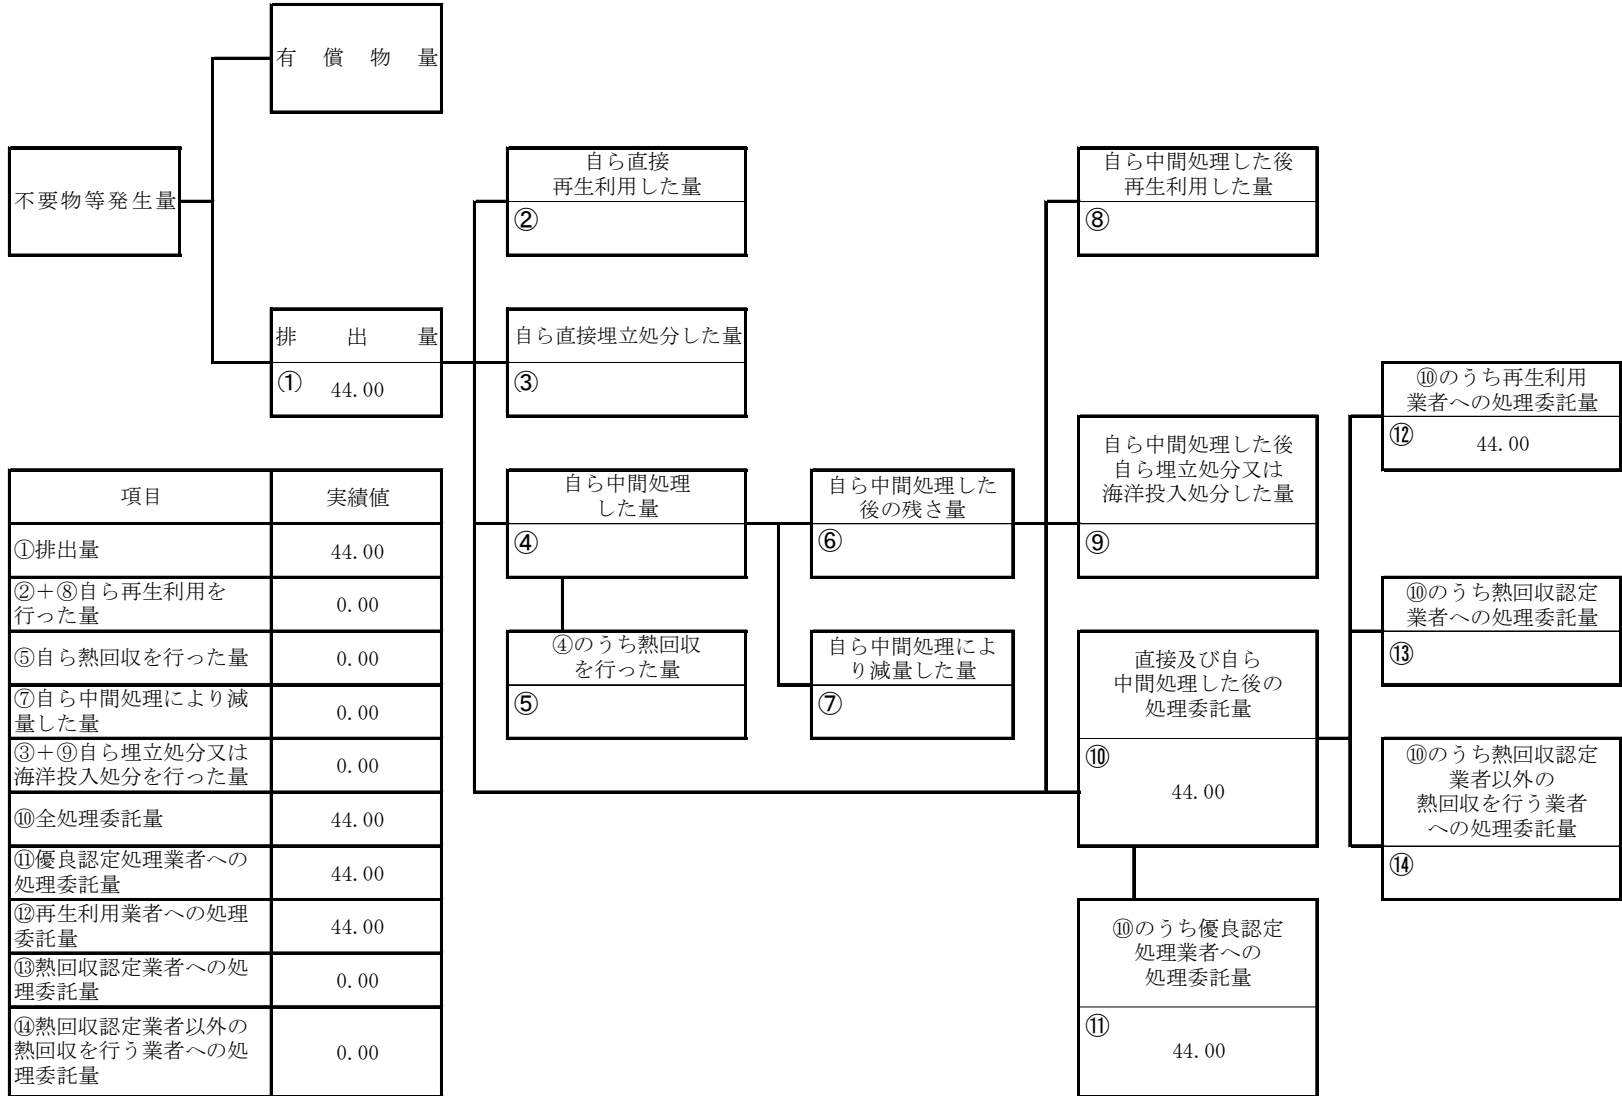 有償物量
不要物等発生量
排出量
① 44.00
自ら直接
再生利用した量
②
自ら直接埋立処分した量
③
自ら中間処理
した量
④
④のうち熱回収
を行った量
⑤
自ら中間処理した
後の残さ量
⑥
自ら中間処理によ
り減量した量
⑦
自ら中間処理した後
再生利用した量
⑧
自ら中間処理した後
自ら埋立処分又は
海洋投入処分した量
⑨
直接及び自ら
中間処理した後の
処理委託量
⑩
44.00
⑩のうち優良認定
処理業者への
処理委託量
⑪
44.00
⑩のうち再生利用
業者への処理委託量
⑫ 44.00
⑩のうち熱回収認定
業者への処理委託量
⑬
⑩のうち熱回収認定
業者以外の
熱回収を行う業者
への処理委託量
⑭
項目 実績値
①排出量 44.00
②+⑧自ら再生利用を
行った量 0.00
⑤自ら熱回収を行った量 0.00
⑦自ら中間処理により減
量した量 0.00
③+⑨自ら埋立処分又は
海洋投入処分を行った量 0.00
⑩全処理委託量 44.00
⑪優良認定処理業者への
処理委託量 44.00
⑫再生利用業者への処理
委託量 44.00
⑬熱回収認定業者への処
理委託量 0.00
⑭熱回収認定業者以外の
熱回収を行う業者への処
理委託量 0.00